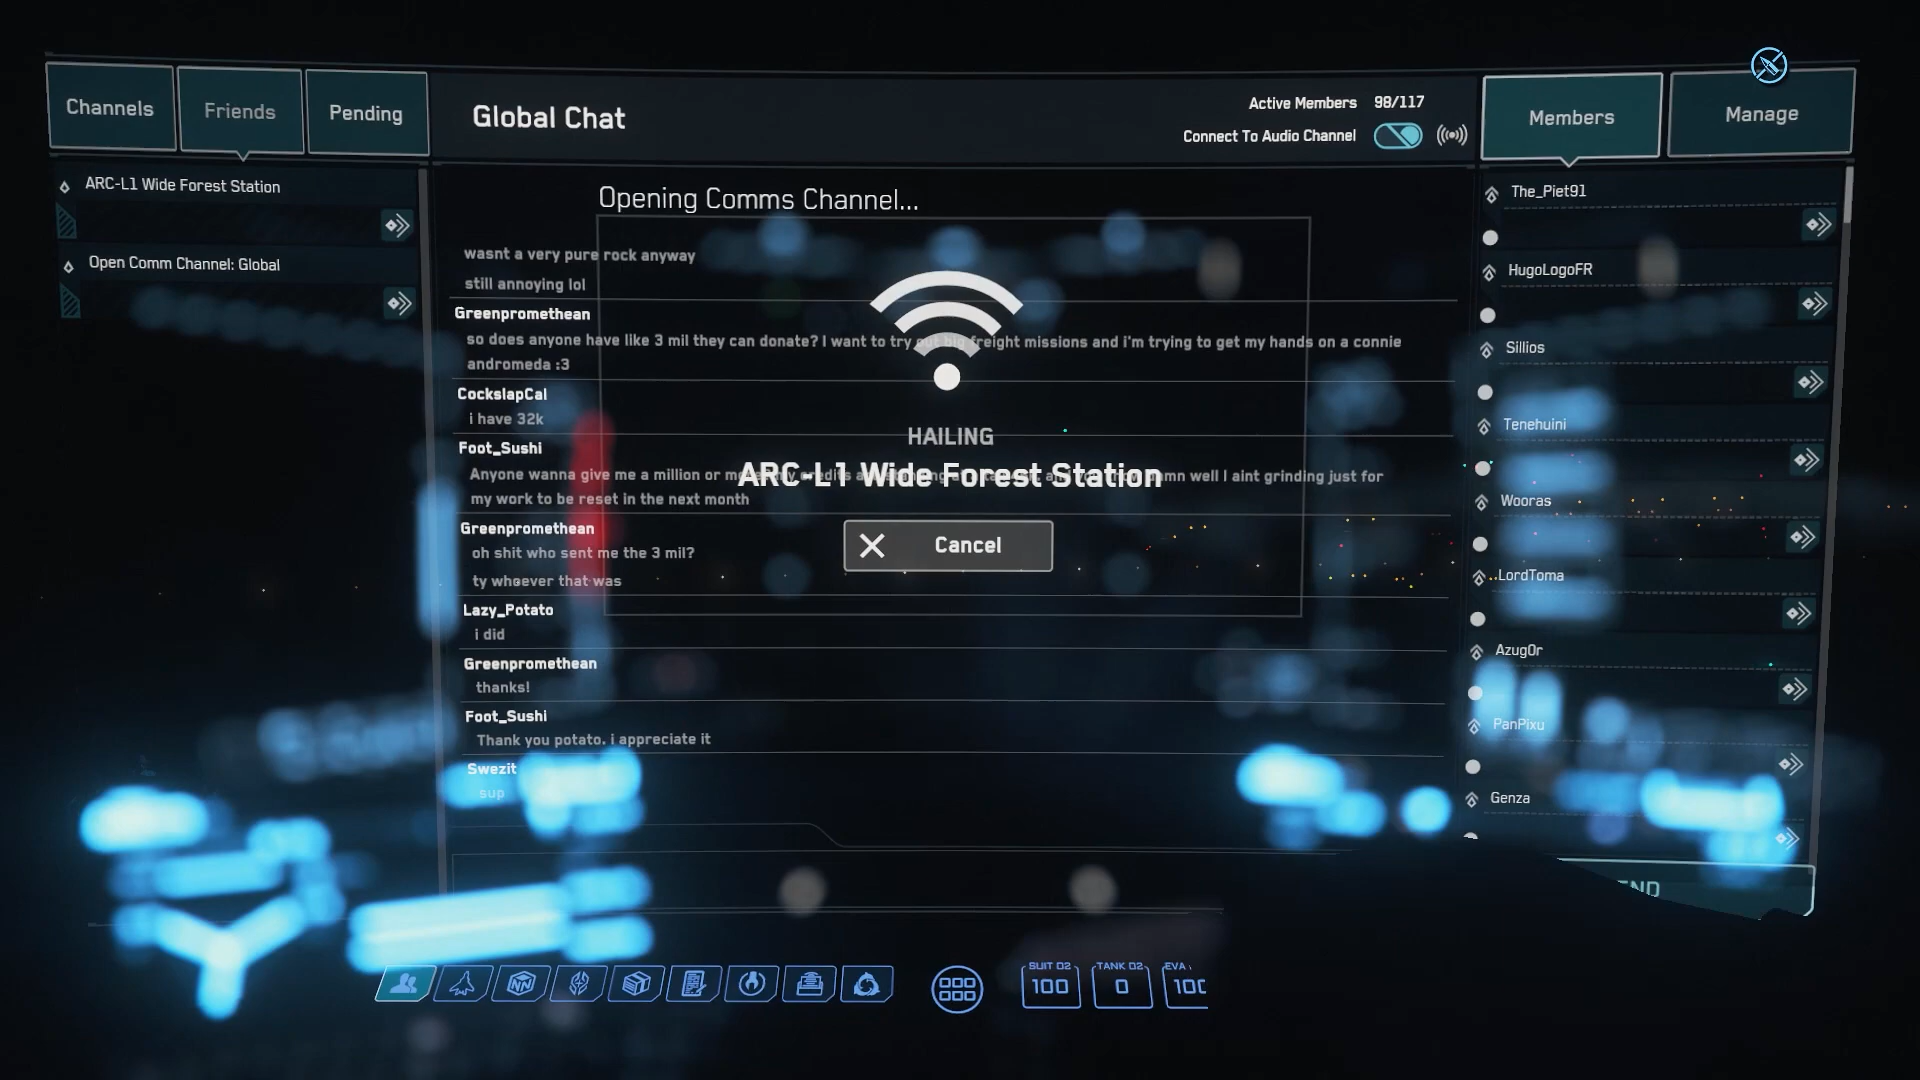 Channels
Friends
Pending
Global Chat
Active Members 98/117
Connect To Audio Channel
Members
Manage
ARC-L1 Wide Forest Station
Open Comm Channel: Global
Opening Comms Channel...
wasnt a very pure rock anyway
still annoying lol
Greenpromethean
so does anyone have like 3 mil they can donate? I want to try out big freight missions and i'm trying to get my hands on a connie
andromeda :3
CockslapCal
i have 32k
Foot_Sushi
Anyone wanna give me a million or damn well I aint grinding just for
my work to be reset in the next month
Greenpromethean
oh shit who sent me the 3 mil?
ty whoever that was
Lazy_Potato
i did
Greenpromethean
thanks!
Foot_Sushi
Thank you potato. i appreciate it
Swezit
sup
HAILING
ARC-L1 Wide Forest Station
Cancel
The_Piet91
HugoLogoFR
Sillios
Tenehuini
Wooras
LordToma
Azug0r
PanPixu
Genza
END
SUIT O2
100
TANK O2
0
EVA
100